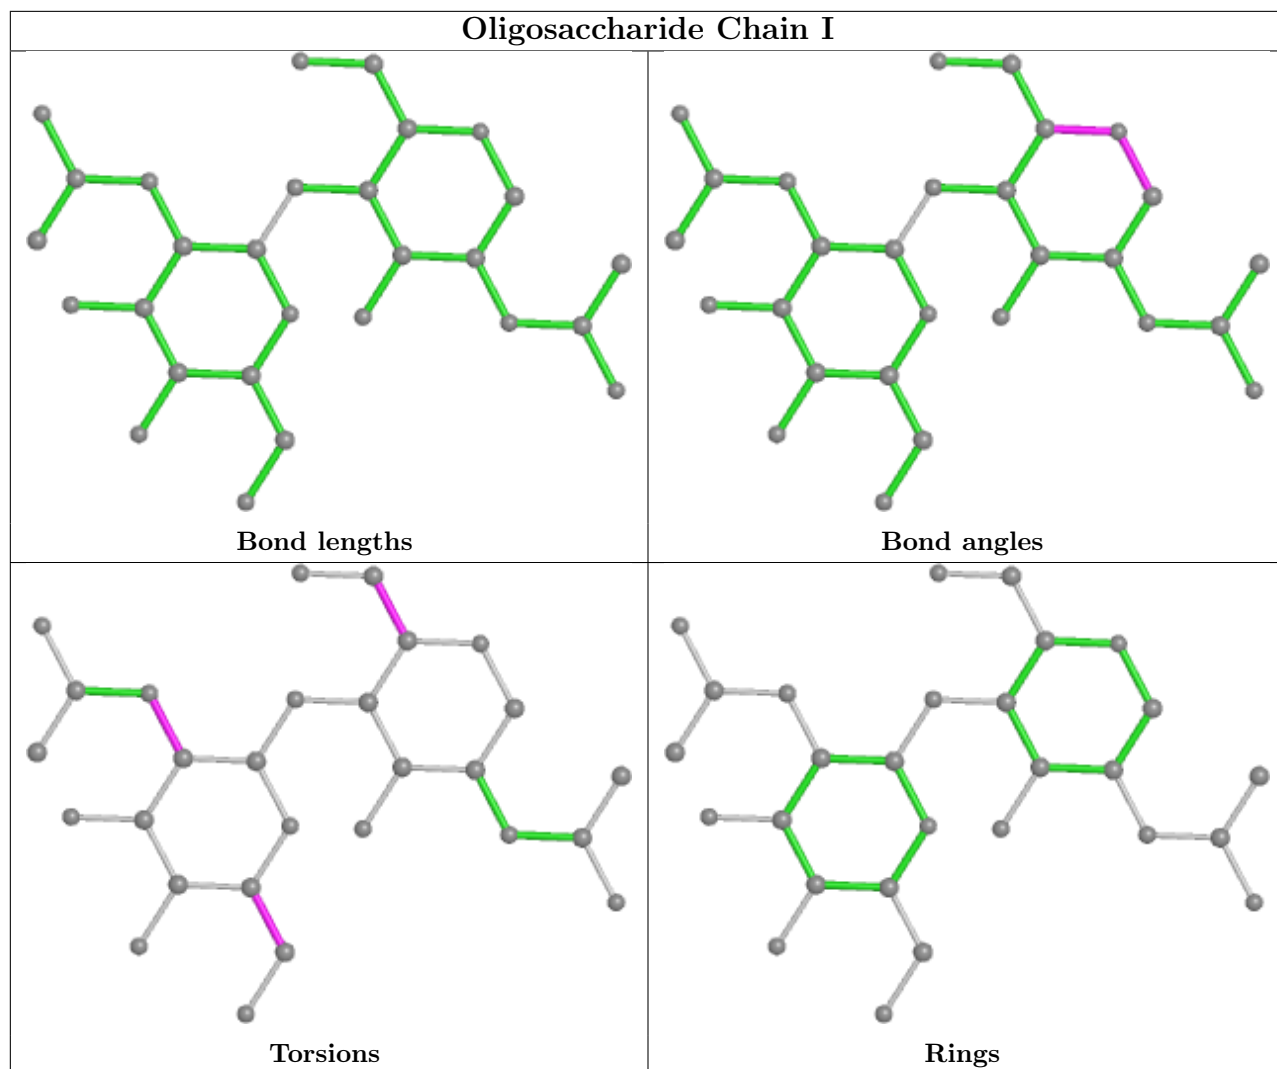 Oligosaccharide Chain I
Bond lengths
Bond angles
Torsions
Rings